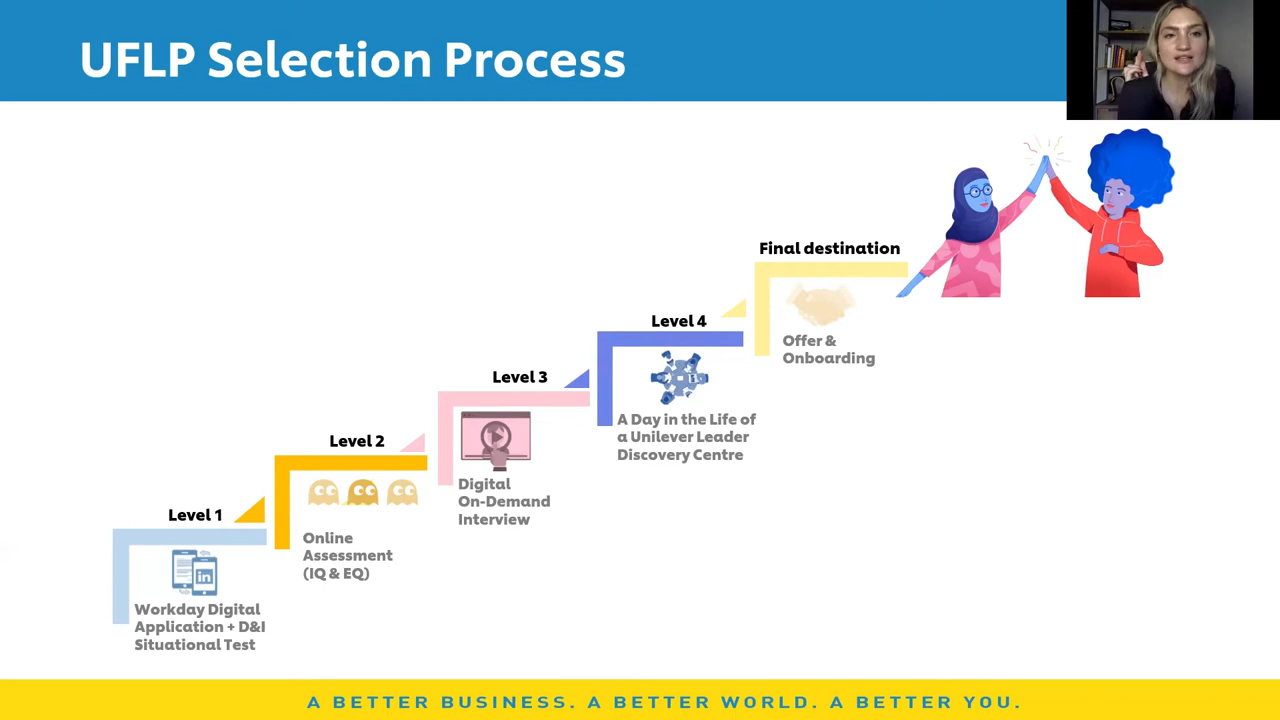 UFLP Selection Process
Final destination
Offer &
Onboarding
Level 4
A Day in the Life of
a Unilever Leader
Discovery Centre
Level 3
Digital
On-Demand
Interview
Level 2
Online
Assessment
(IQ & EQ)
Level 1
in
Workday Digital
Application + D&I
Situational Test
A BETTER BUSINESS. A BETTER WORLD. A BETTER YOU.